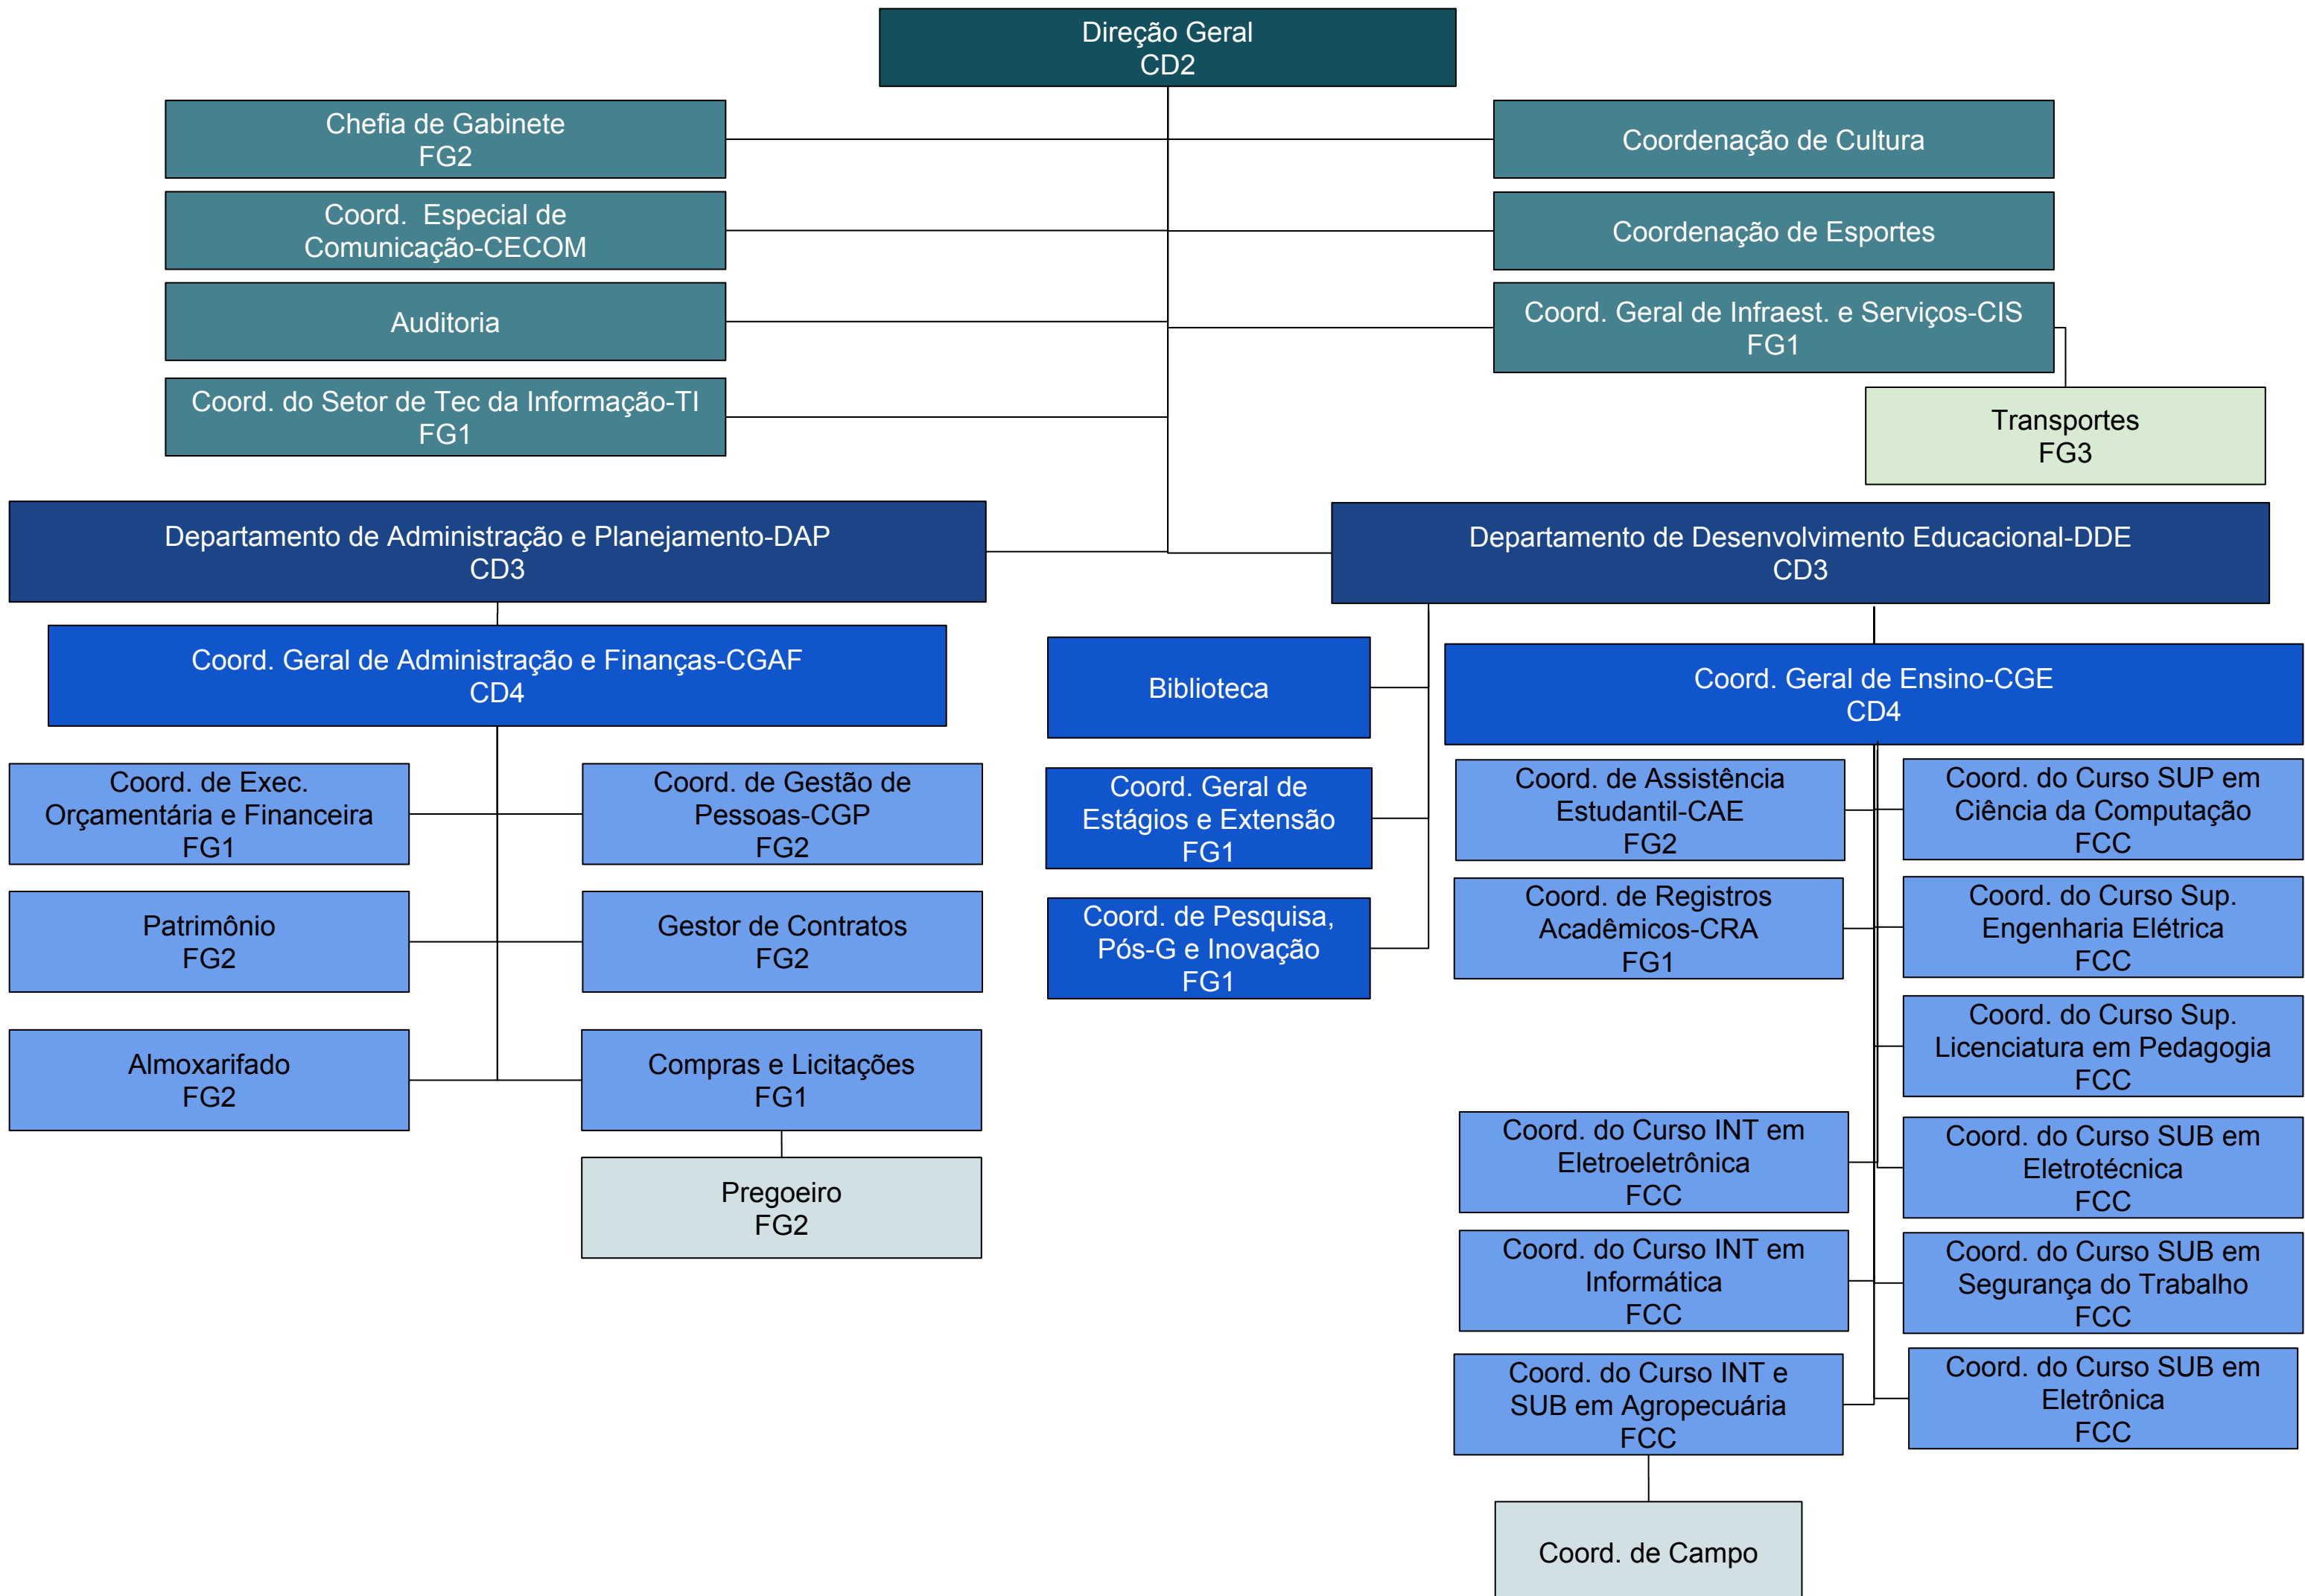 Direção Geral
CD2
Chefia de Gabinete
FG2
Coordenação de Cultura
Coord. Especial de
Comunicação-CECOM
Coordenação de Esportes
Auditoria
Coord. Geral de Infraest. e Serviços-CIS
FG1
Coord. do Setor de Tec da Informação-TI
FG1
Transportes
FG3
Departamento de Administração e Planejamento-DAP
CD3
Departamento de Desenvolvimento Educacional-DDE
CD3
Coord. Geral de Administração e Finanças-CGAF
CD4
Coord. de Exec.
Orçamentária e Financeira
FG1
Coord. de Gestão de
Pessoas-CGP
FG2
Patrimônio
FG2
Gestor de Contratos
FG2
Almoxarifado
FG2
Compras e Licitações
FG1
Pregoeiro
FG2
Biblioteca
Coord. Geral de
Estágios e Extensão
FG1
Coord. de Pesquisa,
Pós-G e Inovação
FG1
Coord. Geral de Ensino-CGE
CD4
Coord. de Assistência
Estudantil-CAE
FG2
Coord. do Curso SUP em
Ciência da Computação
FCC
Coord. de Registros
Acadêmicos-CRA
FG1
Coord. do Curso Sup.
Engenharia Elétrica
FCC
Coord. do Curso Sup.
Licenciatura em Pedagogia
FCC
Coord. do Curso INT em
Eletroeletrônica
FCC
Coord. do Curso SUB em
Eletrotécnica
FCC
Coord. do Curso INT em
Informática
FCC
Coord. do Curso SUB em
Segurança do Trabalho
FCC
Coord. do Curso INT e
SUB em Agropecuária
FCC
Coord. do Curso SUB em
Eletrônica
FCC
Coord. de Campo